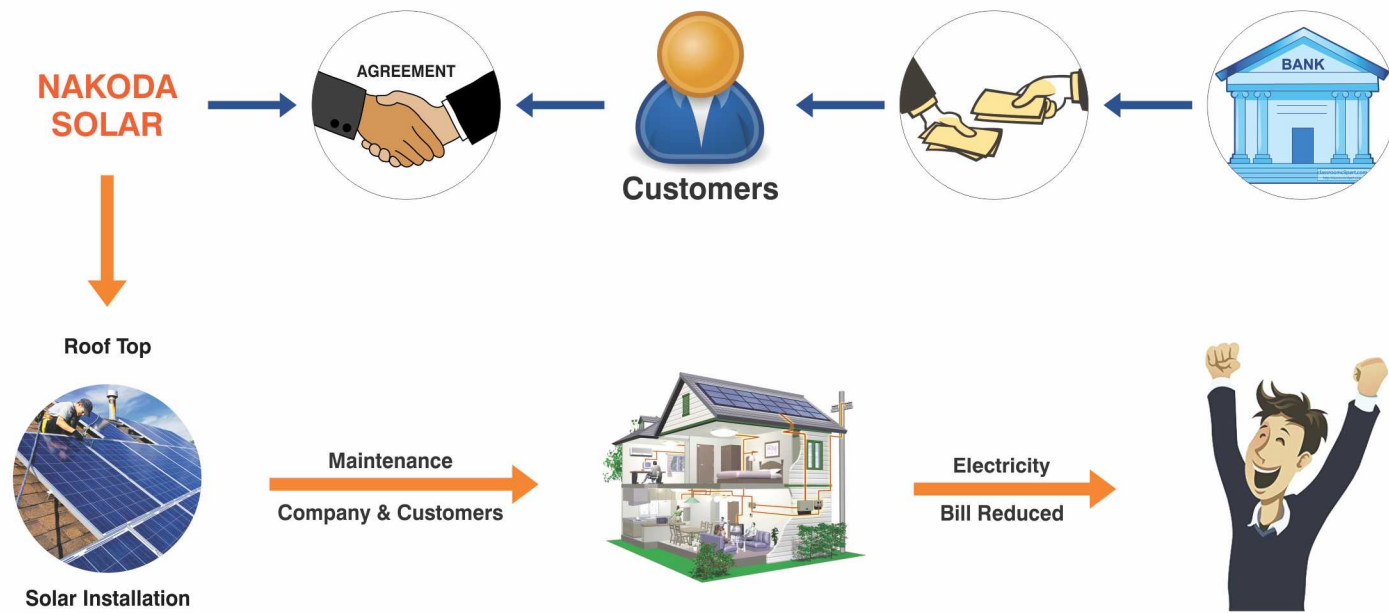 NAKODA
SOLAR
AGREEMENT
Customers
BANK
Roof Top
Solar Installation
Maintenance
Company & Customers
Electricity
Bill Reduced